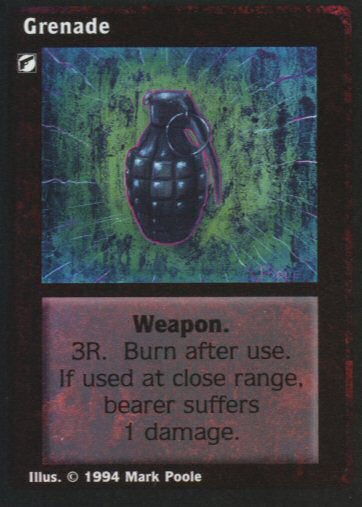 Grenade
Weapon.
3R. Burn after use.
If used at close range,
bearer suffers
1 damage.
Illus. © 1994 Mark Poole